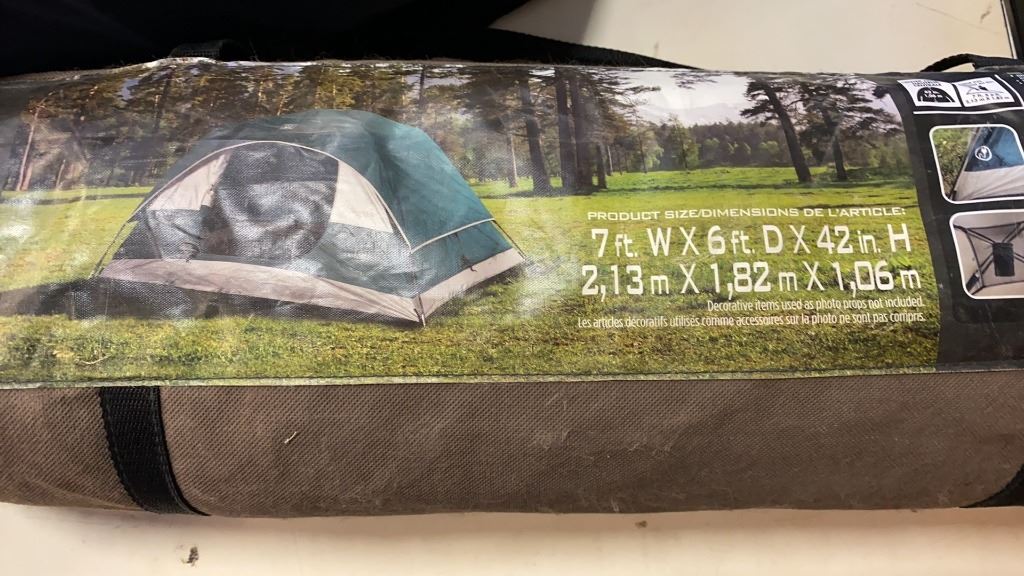 PRODUCT SIZE/DIMENSIONS DE L'ARTICLE:
7 ft. W X 6 ft. D X 42 in. H
2,13 m X 1,82 m X 1,06 m
Decorative items used as photo props not included.
Les articles décoratifs utilisés comme accessoires sur la photo ne sont pas compris.